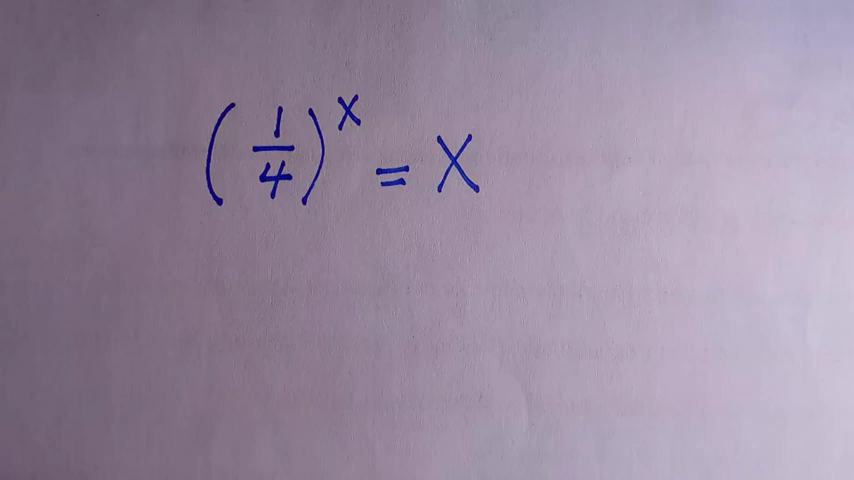 (1/4)^x = x